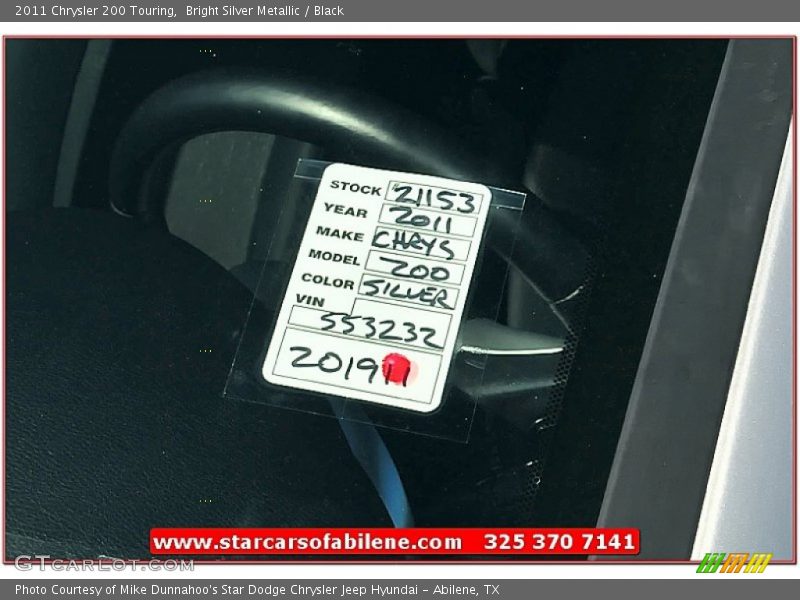 2011 Chrysler 200 Touring,  Bright Silver Metallic / Black
STOCK 21153
YEAR 2011
MAKE CHRYS
MODEL 200
COLOR SILVER
VIN
553232
201911
www.starcarsofabilene.com 325 370 7141
GTcarLot.com
Photo Courtesy of Mike Dunnahoo's Star Dodge Chrysler Jeep Hyundai - Abilene, TX